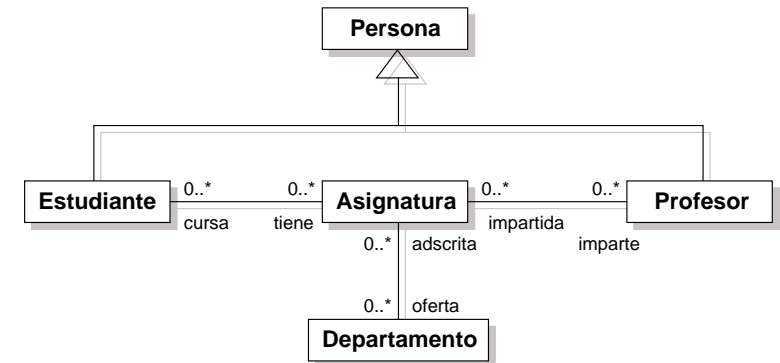 Persona
0..* 0..* 0..* 0..*
Estudiante Asignatura Profesor
cursa tiene impartida imparte
0..* adscrita
0..* oferta
Departamento